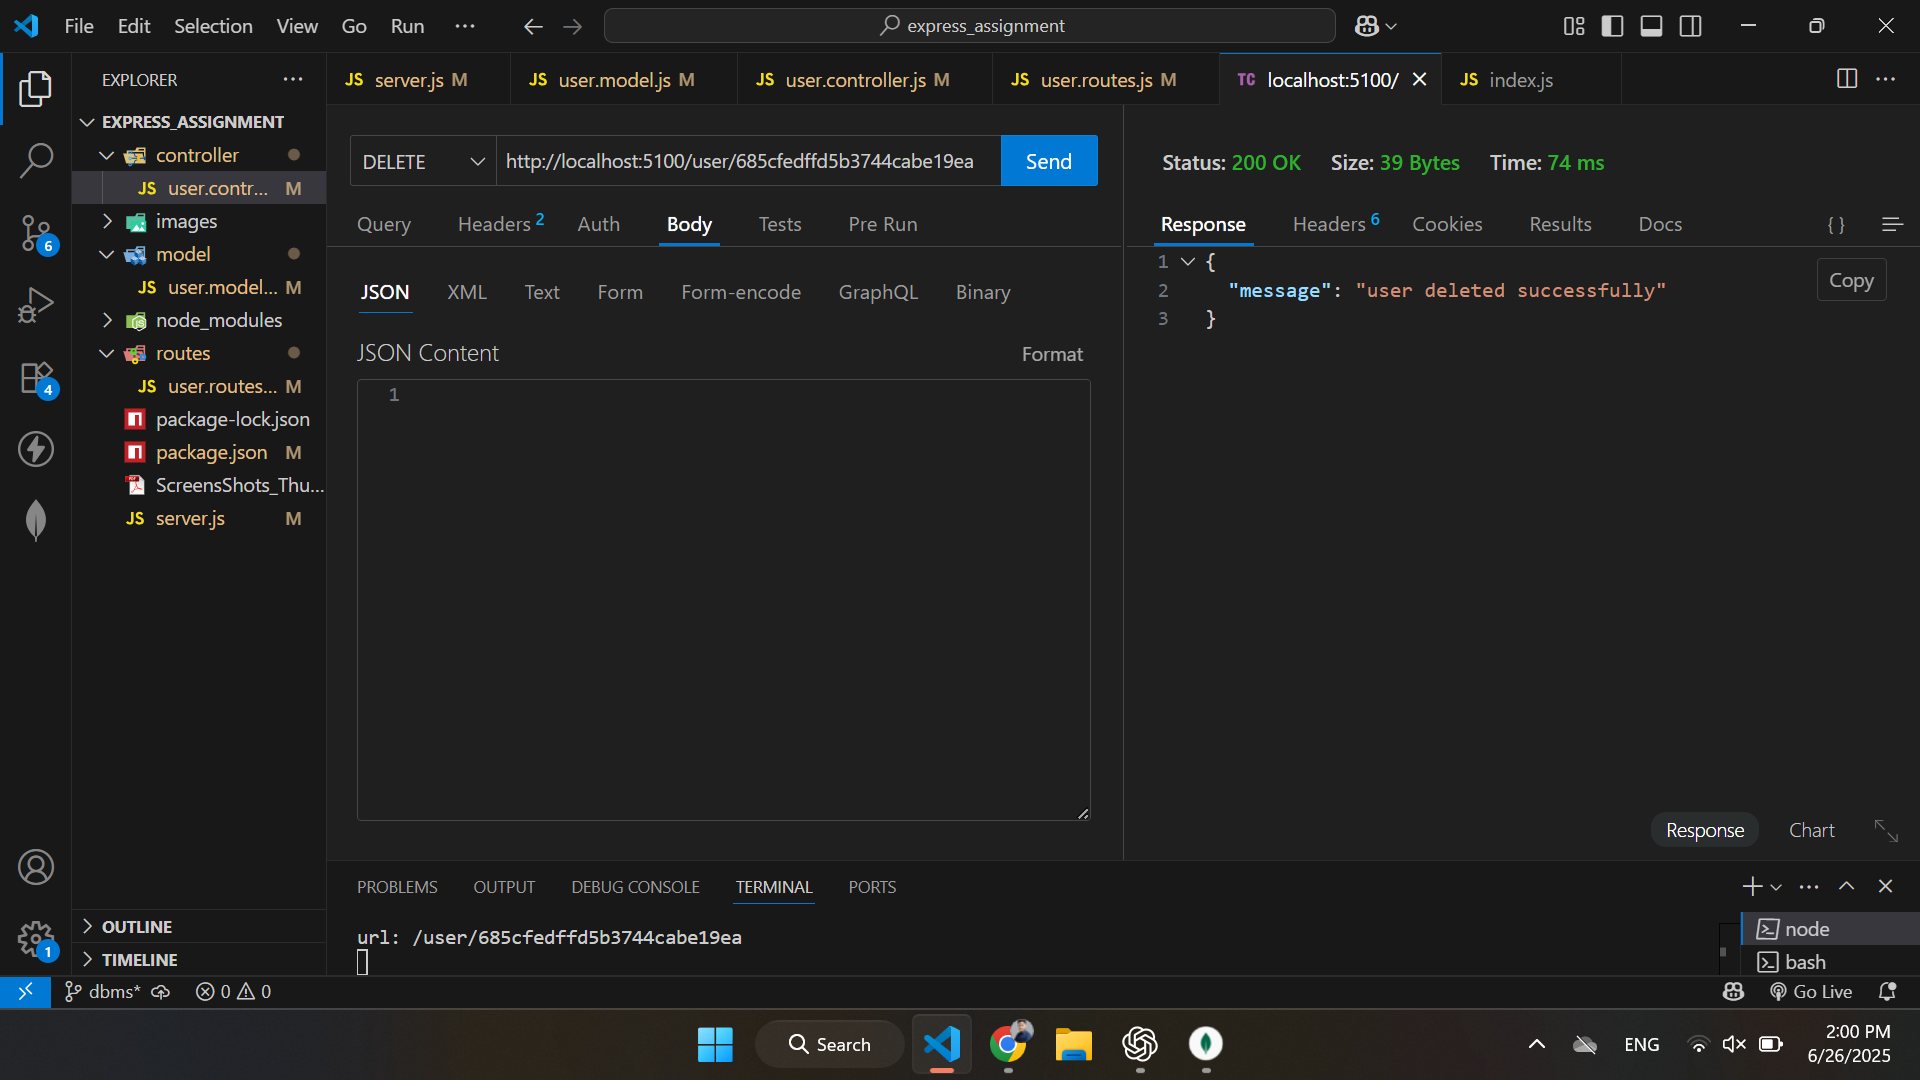 File Edit Selection View Go Run ···
express_assignment
EXPLORER ···
EXPRESS_ASSIGNMENT
controller
JS user.contr... M
images
model
JS user.model... M
node_modules
routes
JS user.routes... M
package-lock.json
package.json M
ScreensShots_Thu...
JS server.js M
OUTLINE
TIMELINE
6
4
1
JS server.js M
JS user.model.js M
JS user.controller.js M
JS user.routes.js M
TC localhost:5100/
JS index.js
DELETE http://localhost:5100/user/685cfedffd5b3744cabe19ea Send
Query Headers 2 Auth Body Tests Pre Run
JSON XML Text Form Form-encode GraphQL Binary
JSON Content Format
1
Status: 200 OK Size: 39 Bytes Time: 74 ms
Response Headers 6 Cookies Results Docs { }
1 {
2 "message": "user deleted successfully"
3 }
Copy
Response Chart
PROBLEMS OUTPUT DEBUG CONSOLE TERMINAL PORTS
url: /user/685cfedffd5b3744cabe19ea
node
bash
dbms* 0 0 Go Live
Search
ENG
2:00 PM
6/26/2025